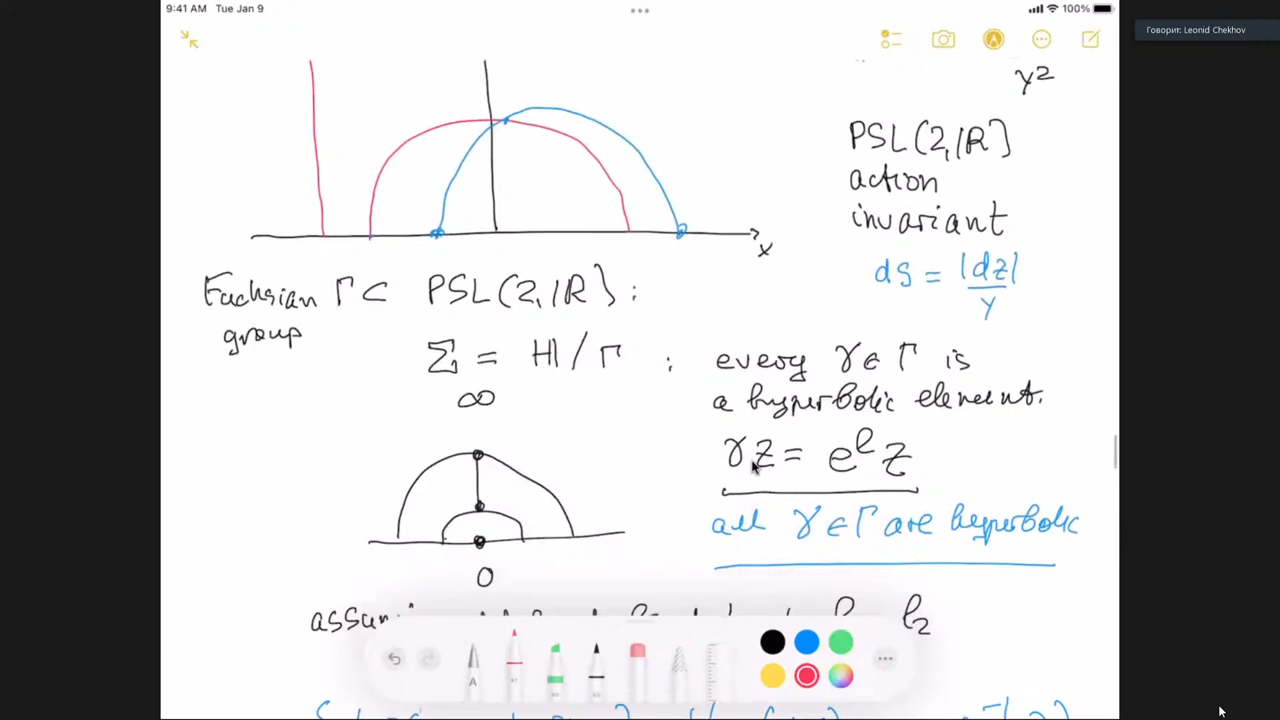 9:41 AM Tue Jan 9
100%
Говорит: Leonid Chekhov
y2
PSL(2,ℝ)
action
invariant
x
ds = |dz|/y
Fuchsian Γ ⊂ PSL(2,ℝ) :
group
Σ = ℍ/Γ : every γ ∈ Γ is
a hyperbolic element.
∞
γz = e^l z
all γ ∈ Γ are hyperbolic
0
l2
A